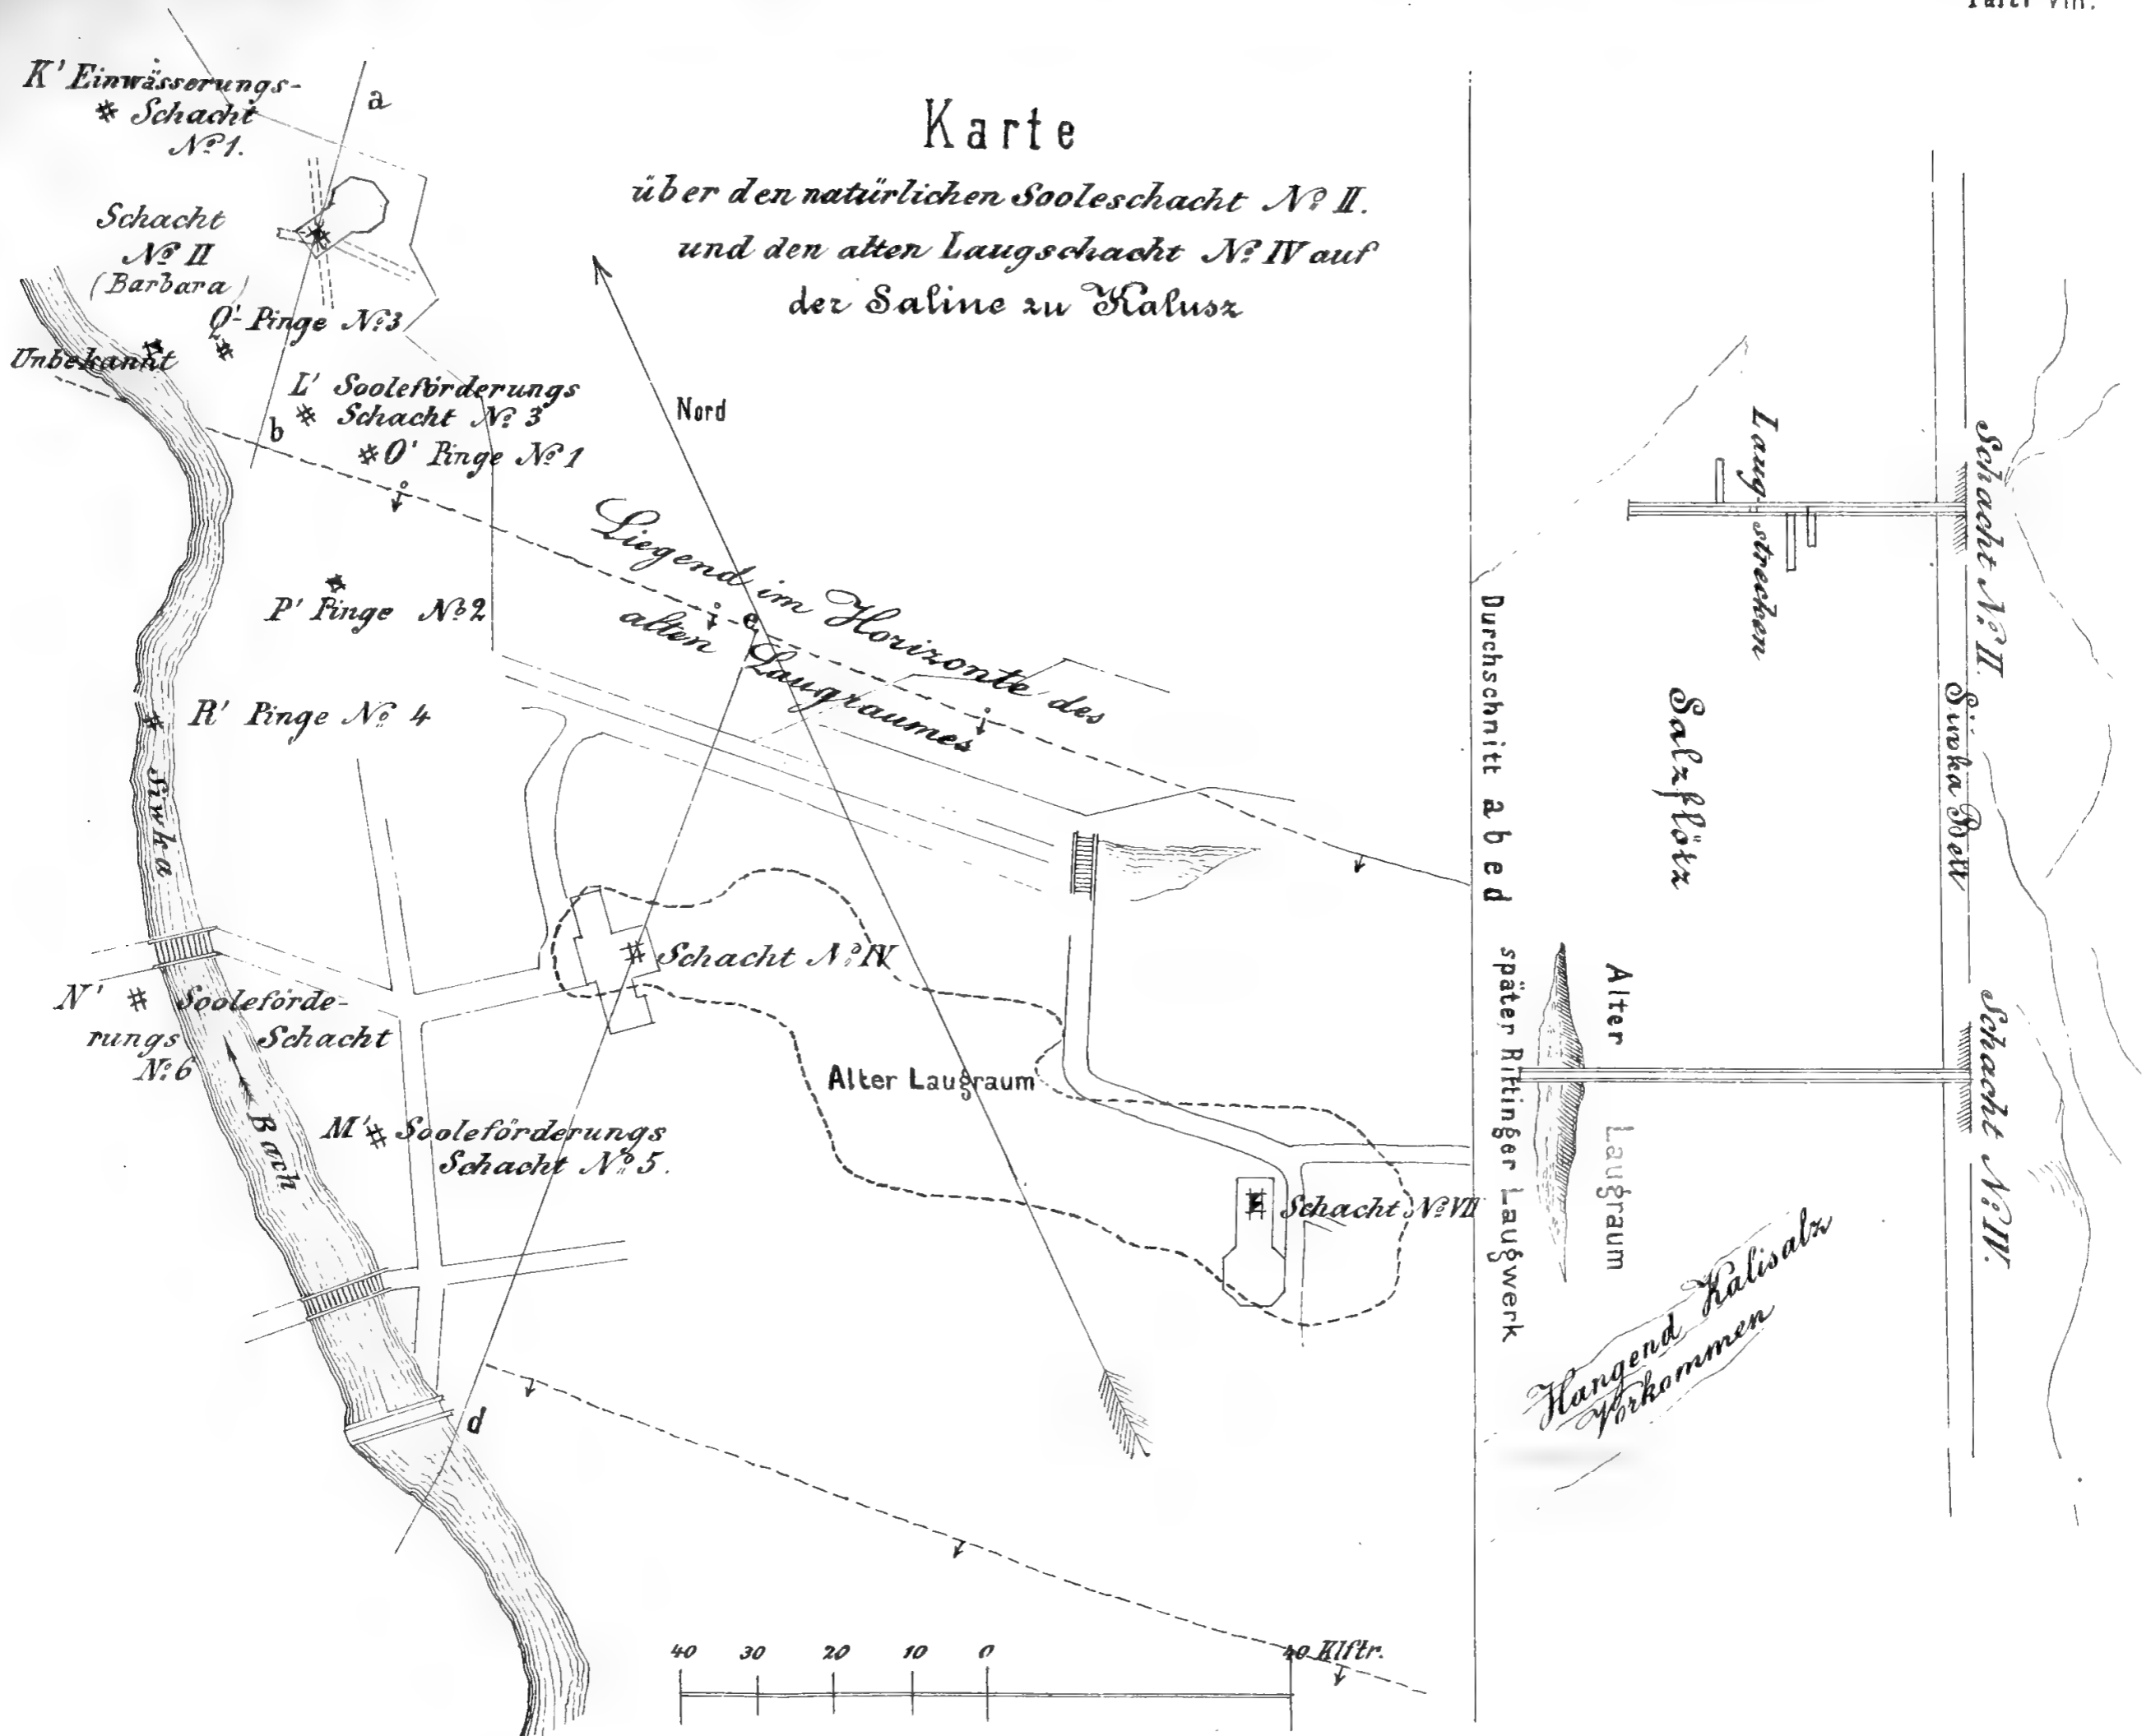 Tafel VIII.
Karte
über den natürlichen Sooleschacht No. II.
und den alten Laugschacht No. IV auf
der Saline zu Kalusz
K' Einwässerungs-
Schacht
No. 1.
a
Schacht
No. II
(Barbara)
Q'- Pinge No. 3
Unbekannt
L' Sooleförderungs
Schacht No. 3
b
O' Pinge No. 1
Nord
P' Pinge No. 2
R' Pinge No. 4
Liegend im Horizonte des
alten Laugraumes
c
Siwka
Bach
Schacht No. IV
N' Sooleförde-
rungs Schacht
No. 6
M' Sooleförderungs
Schacht No. 5.
Alter Laugraum
Schacht No. VII
d
40 30 20 10 0 40 Klftr.
Durchschnitt a b c d
später Rittinger Laugwerk
Laug-strecken
Salzflötz
Alter Laugraum
Hangend Kalisalz
Vorkommen
Schacht No. II.
Siwka Bett
Schacht No. IV.